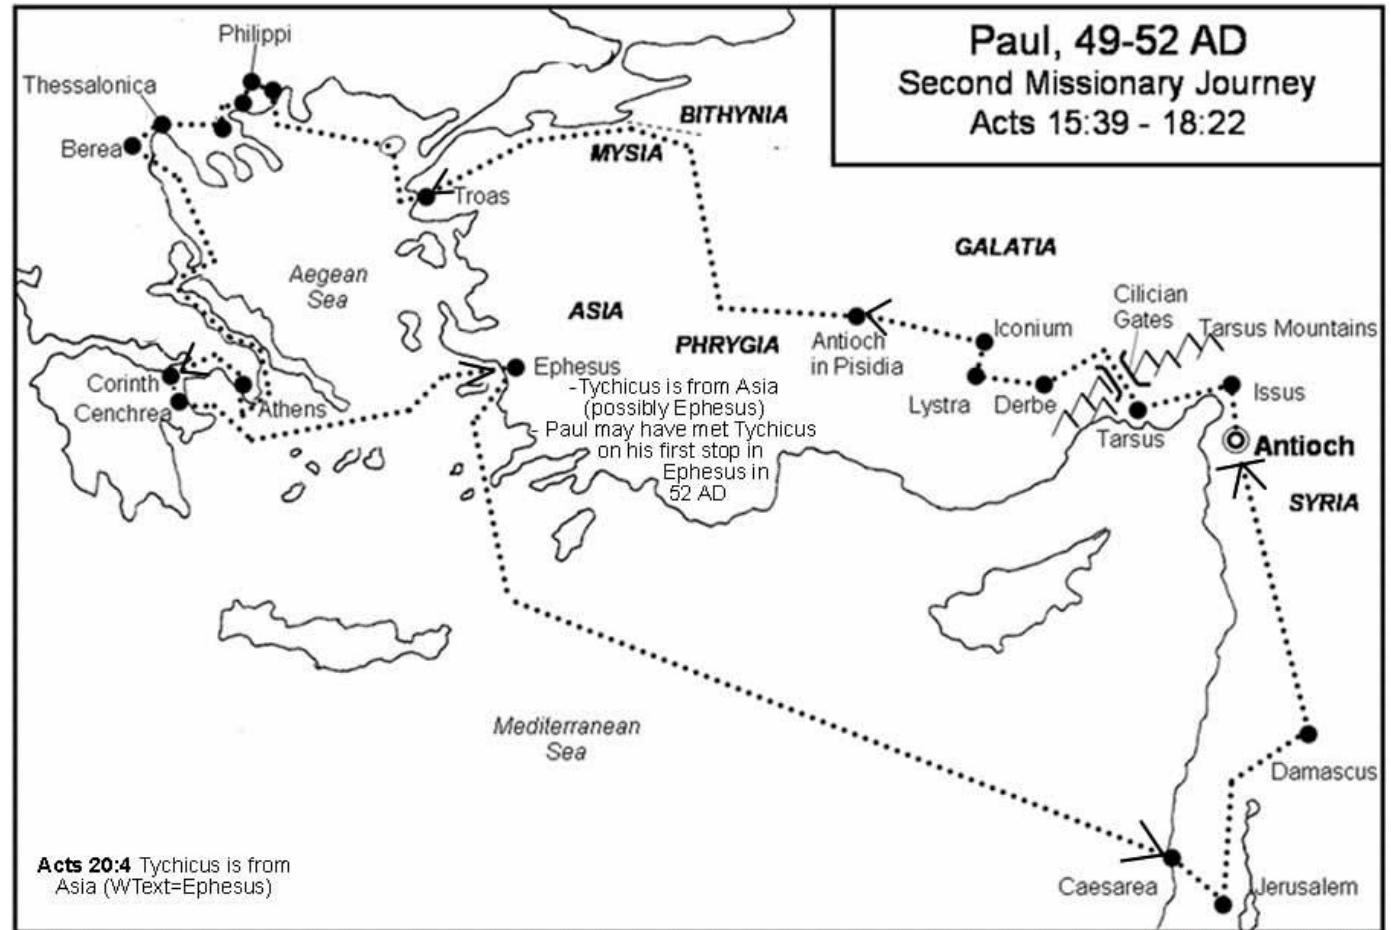 Paul, 49-52 AD
Second Missionary Journey
Acts 15:39 - 18:22
Philippi
Thessalonica
Berea
BITHYNIA
MYSIA
Troas
GALATIA
Aegean
Sea
ASIA
PHRYGIA
Antioch
in Pisidia
Iconium
Cilician
Gates
Tarsus Mountains
Lystra
Derbe
Tarsus
Issus
Antioch
SYRIA
Corinth
Cenchrea
Athens
Ephesus
-Tychicus is from Asia
(possibly Ephesus)
- Paul may have met Tychicus
on his first stop in
Ephesus in
52 AD
Mediterranean
Sea
Damascus
Caesarea
Jerusalem
Acts 20:4 Tychicus is from
Asia (WText=Ephesus)